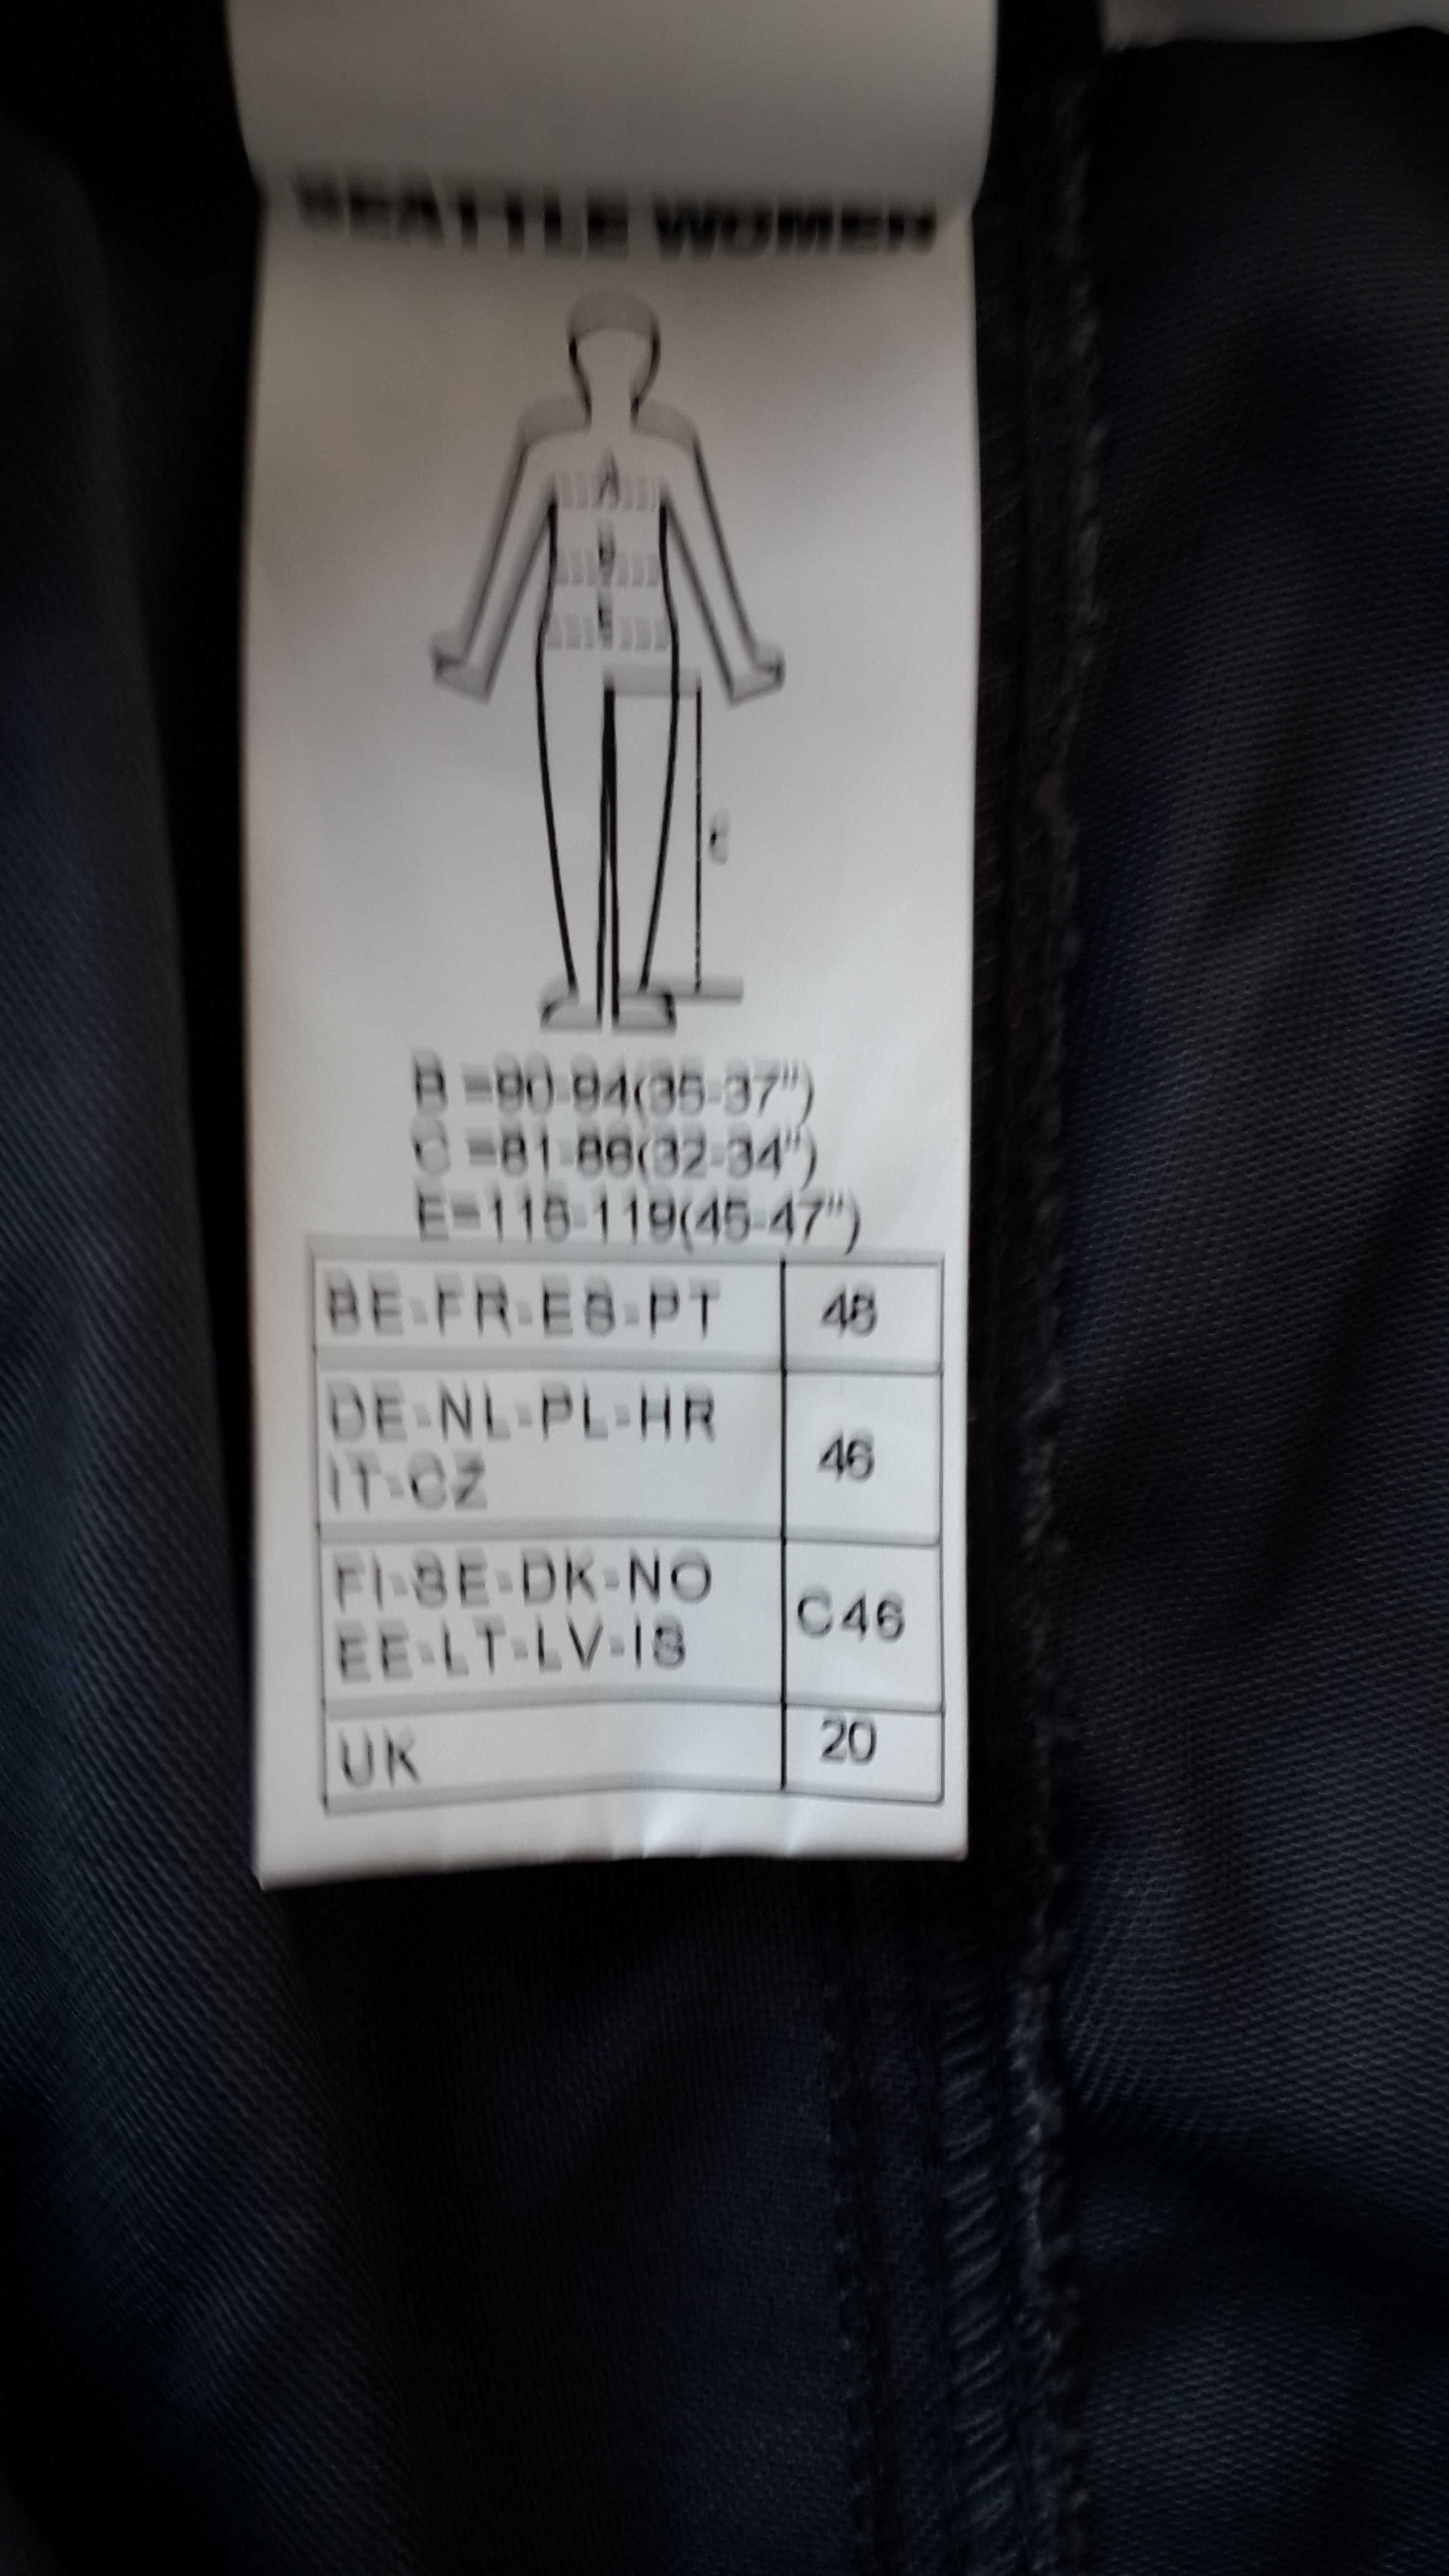 SEATTLE WOMEN
A
B
E
C
B =90-94(35-37")
C =81-86(32-34")
E=115-119(45-47")
BE-FR-ES-PT 48
DE-NL-PL-HR
IT-CZ 46
FI-SE-DK-NO
EE-LT-LV-IS C46
UK 20